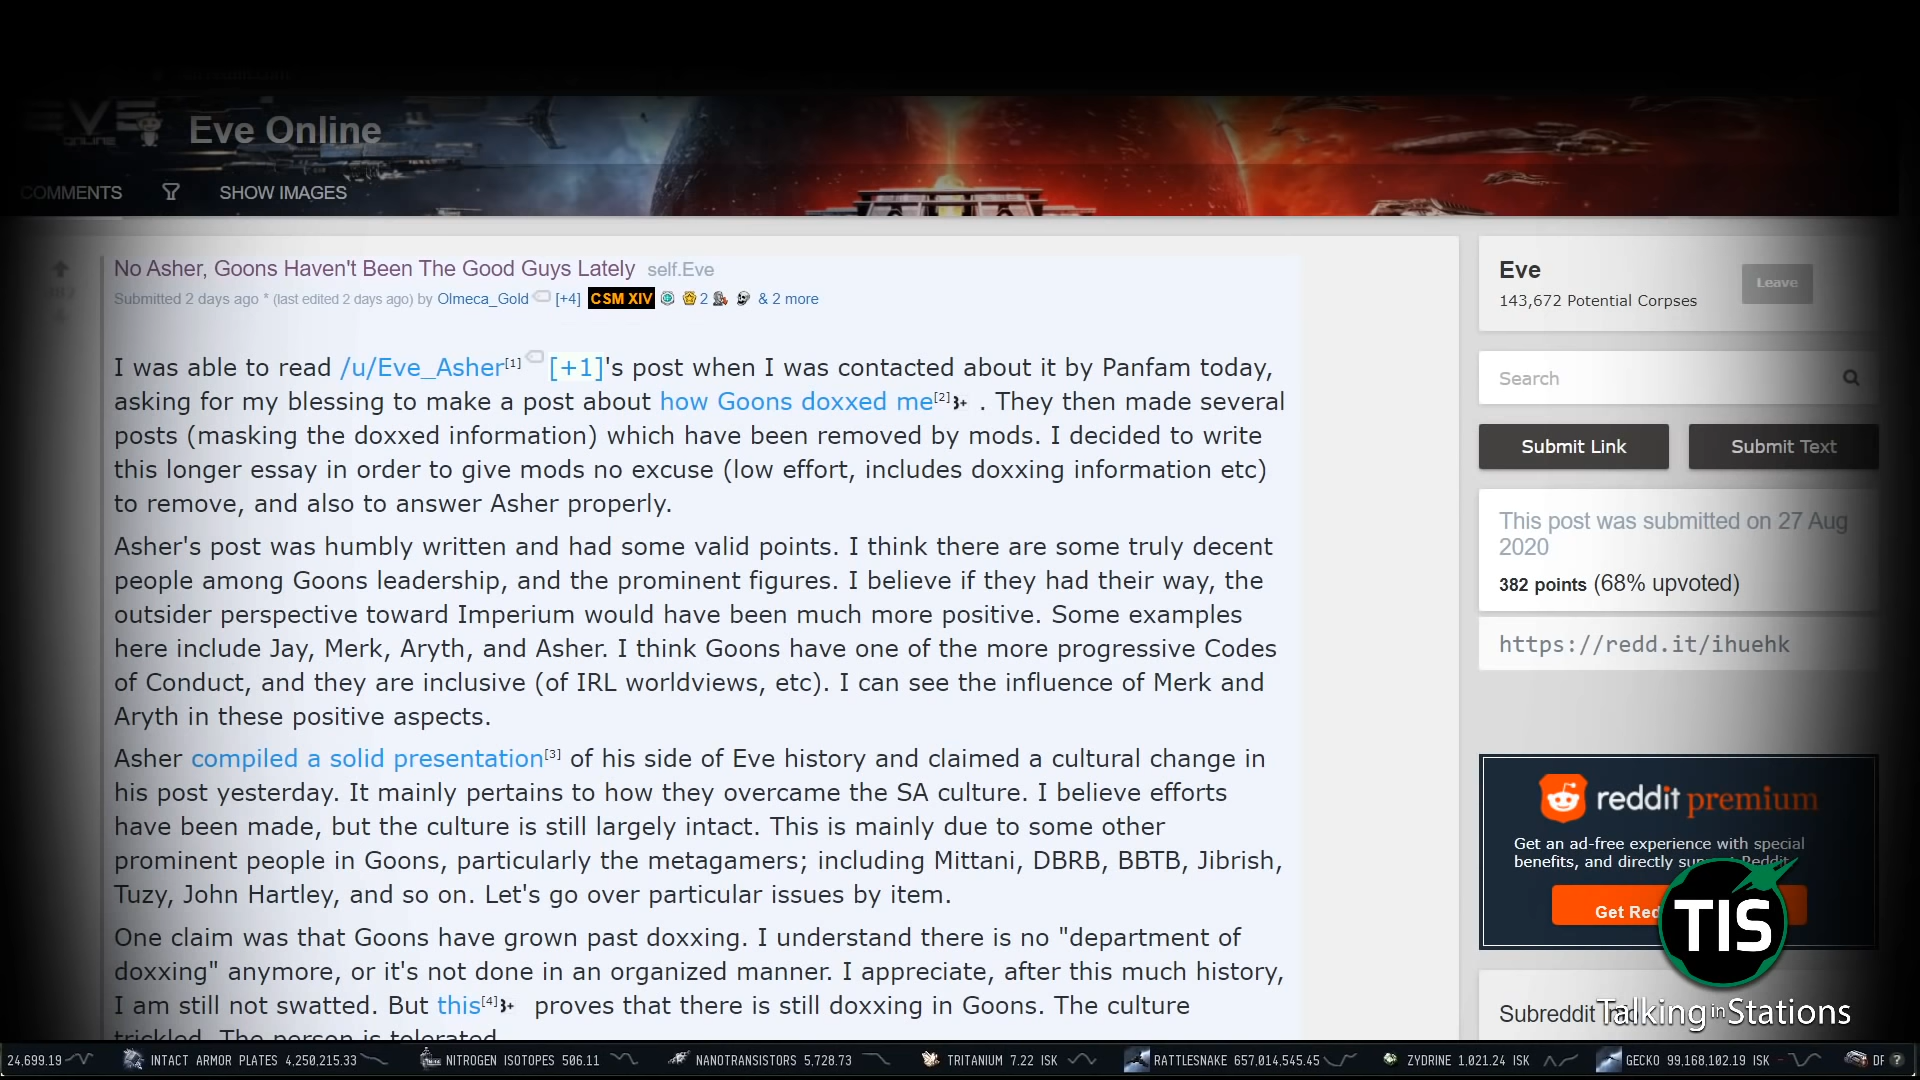 EVE
ONLINE
Eve Online
COMMENTS
SHOW IMAGES
No Asher, Goons Haven't Been The Good Guys Lately self.Eve
Submitted 2 days ago * (last edited 2 days ago) by Olmeca_Gold [+4] CSM XIV 2 & 2 more
I was able to read /u/Eve_Asher[1] [+1]'s post when I was contacted about it by Panfam today,
asking for my blessing to make a post about how Goons doxxed me[2] . They then made several
posts (masking the doxxed information) which have been removed by mods. I decided to write
this longer essay in order to give mods no excuse (low effort, includes doxxing information etc)
to remove, and also to answer Asher properly.
Asher's post was humbly written and had some valid points. I think there are some truly decent
people among Goons leadership, and the prominent figures. I believe if they had their way, the
outsider perspective toward Imperium would have been much more positive. Some examples
here include Jay, Merk, Aryth, and Asher. I think Goons have one of the more progressive Codes
of Conduct, and they are inclusive (of IRL worldviews, etc). I can see the influence of Merk and
Aryth in these positive aspects.
Asher compiled a solid presentation[3] of his side of Eve history and claimed a cultural change in
his post yesterday. It mainly pertains to how they overcame the SA culture. I believe efforts
have been made, but the culture is still largely intact. This is mainly due to some other
prominent people in Goons, particularly the metagamers; including Mittani, DBRB, BBTB, Jibrish,
Tuzy, John Hartley, and so on. Let's go over particular issues by item.
One claim was that Goons have grown past doxxing. I understand there is no "department of
doxxing" anymore, or it's not done in an organized manner. I appreciate, after this much history,
I am still not swatted. But this[4] proves that there is still doxxing in Goons. The culture
trickled. The person is tolerated
Eve
143,672 Potential Corpses
Leave
Search
Submit Link
Submit Text
This post was submitted on 27 Aug
2020
382 points (68% upvoted)
https://redd.it/ihuehk
reddit premium
Get an ad-free experience with special
benefits, and directly Reddit
Get
TIS
Subreddit
Talking in Stations
24,699.19 INTACT ARMOR PLATES 4,250,215.33 NITROGEN ISOTOPES 506.11 NANOTRANSISTORS 5,728.73 TRITANIUM 7.22 ISK RATTLESNAKE 657,014,545.45 ZYDRINE 1,021.24 ISK GECKO 99,168,102.19 ISK